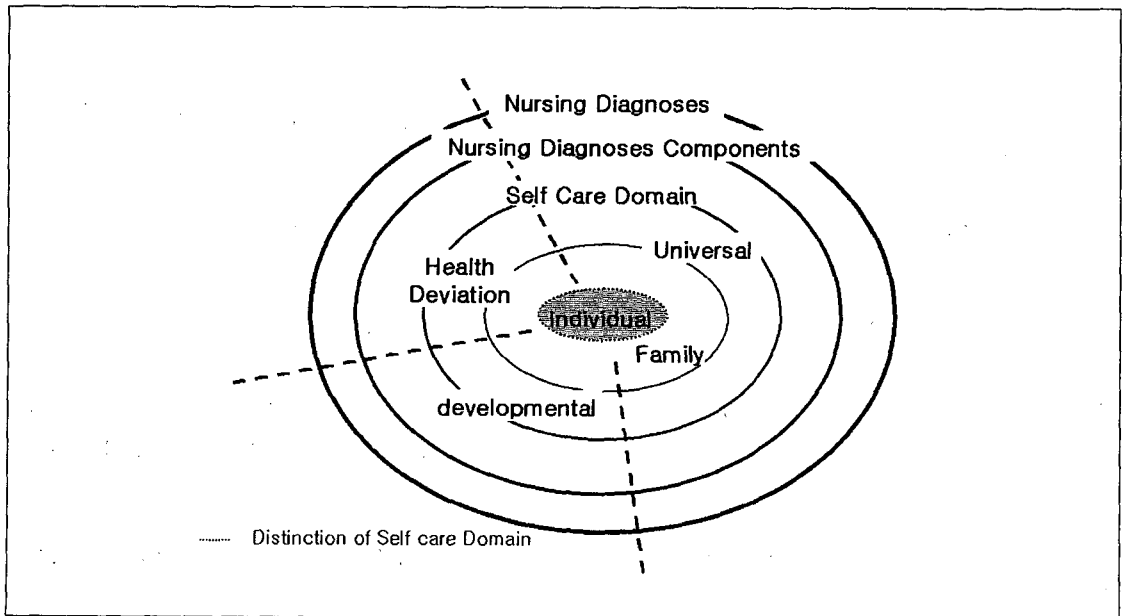 Nursing Diagnoses
Nursing Diagnoses Components
Self Care Domain
Universal
Health
Deviation
Individual
Family
developmental
Distinction of Self care Domain